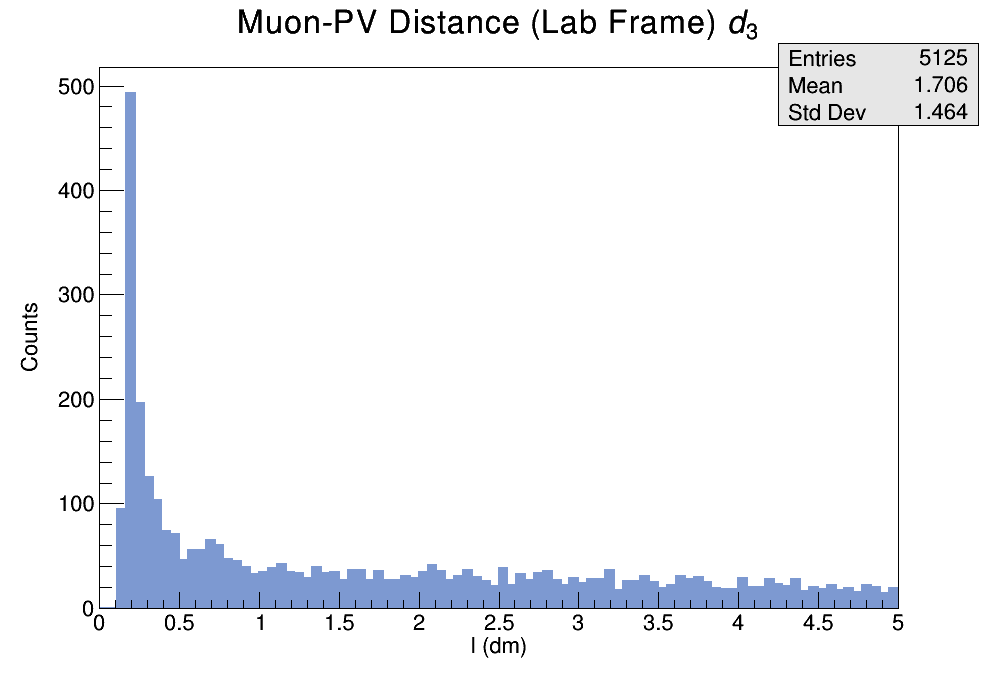 Muon-PV Distance (Lab Frame) d₃
Entries 5125
Mean 1.706
Std Dev 1.464
500
400
300
200
100
0
Counts
0 0.5 1 1.5 2 2.5 3 3.5 4 4.5 5
l (dm)